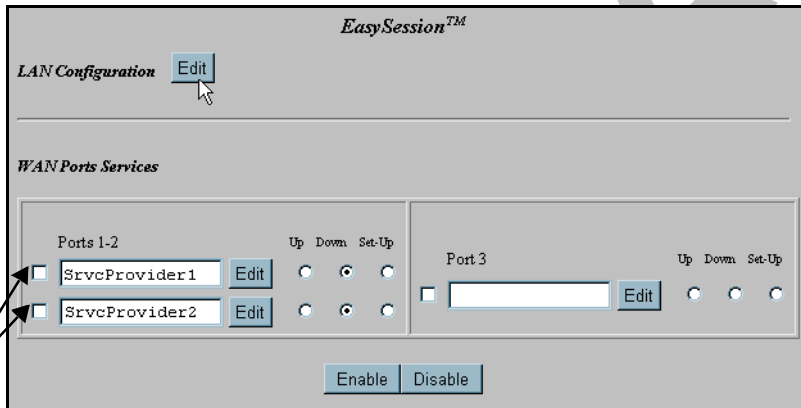 EasySession™
LAN Configuration Edit
WAN Ports Services
Ports 1-2 Up Down Set-Up
SrvcProvider1 Edit
SrvcProvider2 Edit
Port 3 Up Down Set-Up
Edit
Enable Disable